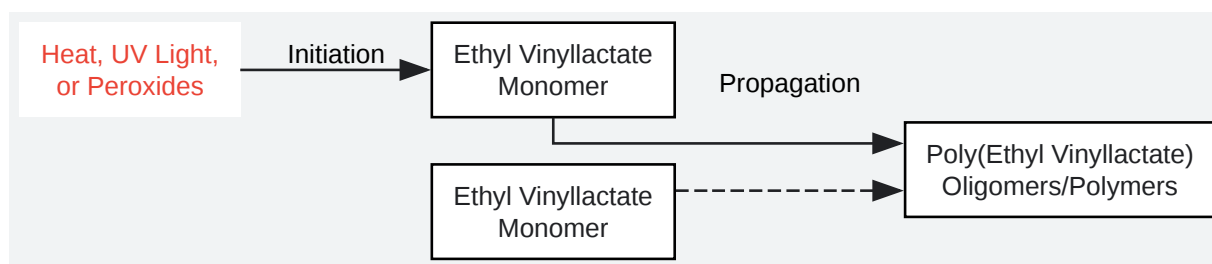 Heat, UV Light,
or Peroxides
Initiation
Ethyl Vinyllactate
Monomer
Propagation
Ethyl Vinyllactate
Monomer
Poly(Ethyl Vinyllactate)
Oligomers/Polymers